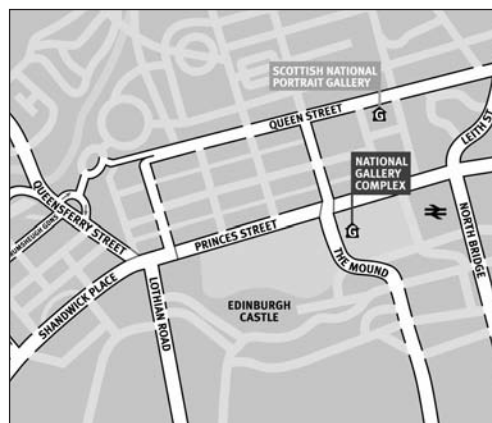 SCOTTISH NATIONAL
PORTRAIT GALLERY
G
LEITH ST
QUEEN STREET
NATIONAL
GALLERY
COMPLEX
G
QUEENSFERRY STREET
PRINCES STREET
NORTH BRIDGE
THE MOUND
SHANDWICK PLACE
LOTHIAN ROAD
EDINBURGH
CASTLE